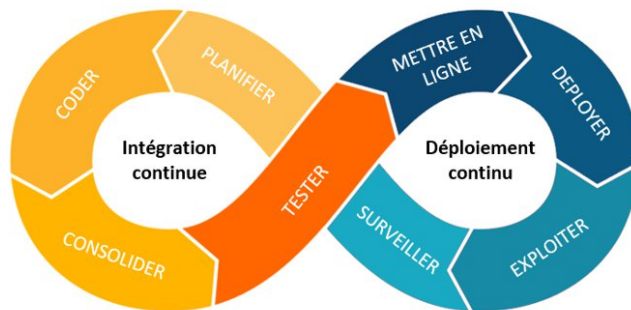 PLANIFIER
CODER
CONSOLIDER
TESTER
METTRE EN
LIGNE
DEPLOYER
EXPLOITER
SURVEILLER
Intégration
continue
Déploiement
continu